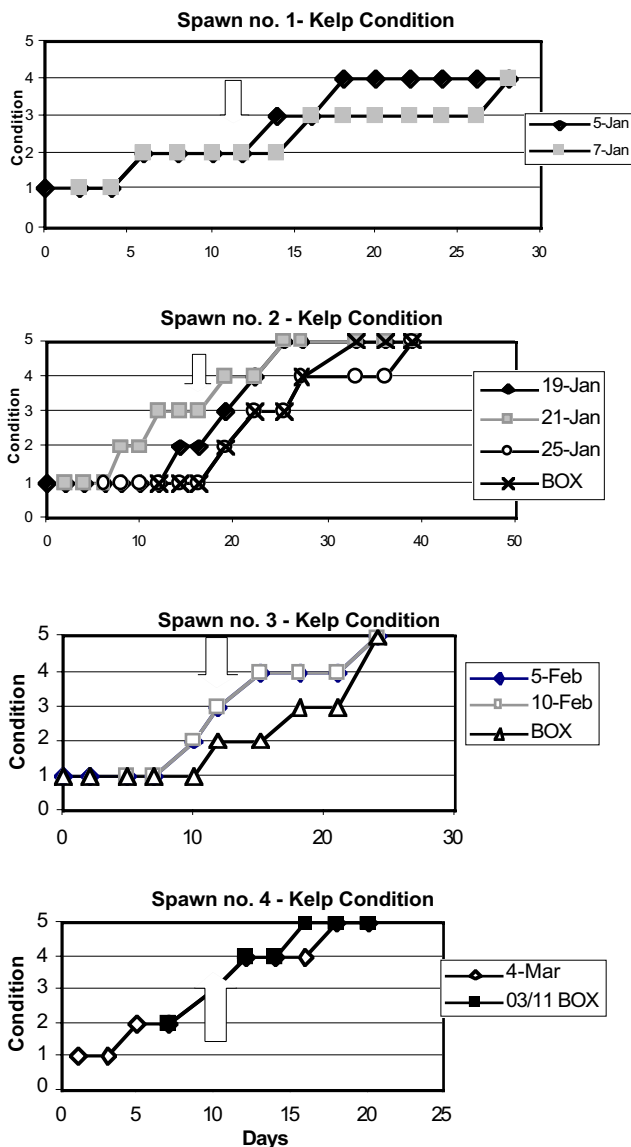 Spawn no. 1- Kelp Condition
5
4
3
2
1
0
Condition
0 5 10 15 20 25 30
5-Jan
7-Jan
Spawn no. 2 - Kelp Condition
5
4
3
2
1
0
Condition
0 10 20 30 40 50
19-Jan
21-Jan
25-Jan
BOX
Spawn no. 3 - Kelp Condition
5
4
3
2
1
0
Condition
0 10 20 30
5-Feb
10-Feb
BOX
Spawn no. 4 - Kelp Condition
5
4
3
2
1
0
Condition
0 5 10 15 20 25
Days
4-Mar
03/11 BOX